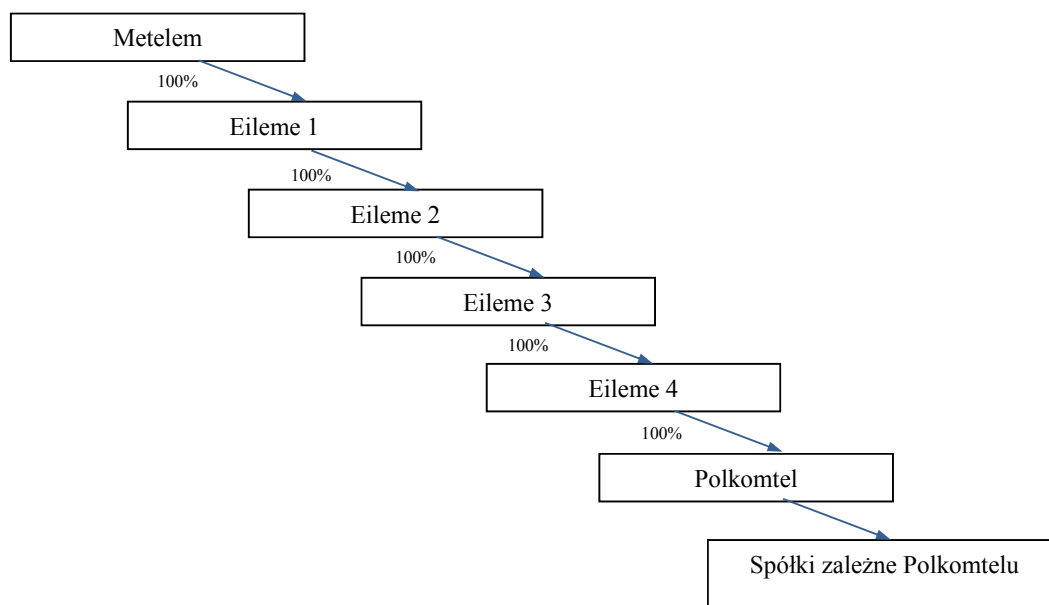 Metelem
100%
Eileme 1
100%
Eileme 2
100%
Eileme 3
100%
Eileme 4
100%
Polkomtel
Spółki zależne Polkomtelu